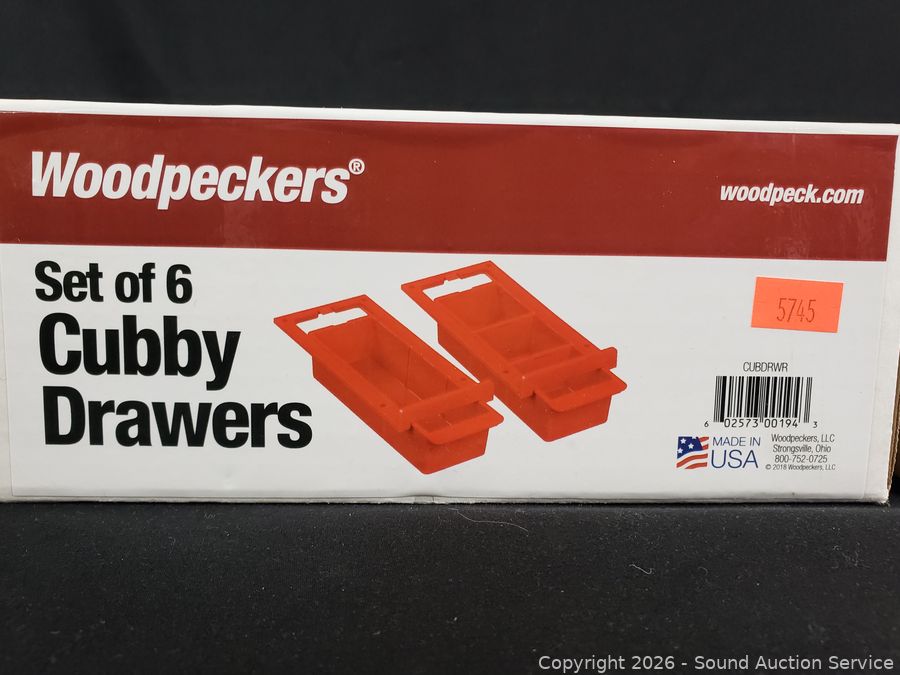 Woodpeckers®
woodpeck.com
Set of 6
Cubby
Drawers
5745
CUBDRWR
6 02573 00194 3
MADE IN
USA
Woodpeckers, LLC
Strongsville, Ohio
800-752-0725
© 2018 Woodpeckers, LLC
Copyright © 2026 - Sound Auction Service